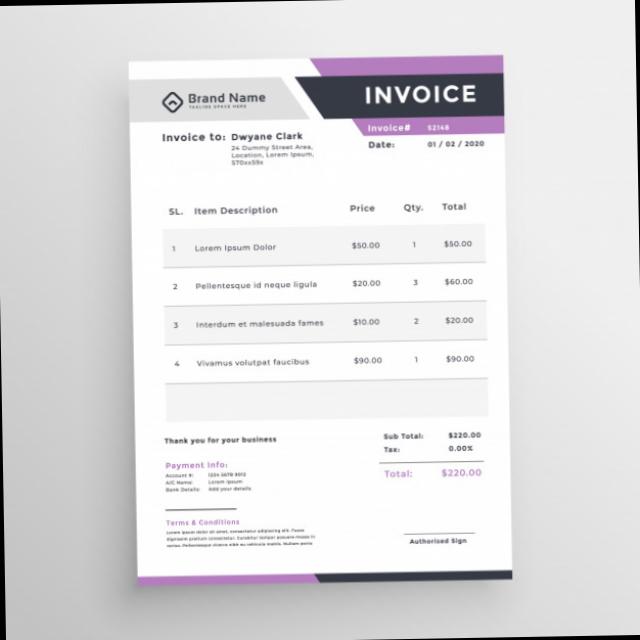 Brand Name
TAGLINE SPACE HERE
INVOICE
Invoice to: Dwyane Clark
24 Dummy Street Area,
Location, Lorem Ipsum,
570xx59x
Invoice# 52148
Date: 01 / 02 / 2020
SL. Item Description Price Qty. Total
1 Lorem Ipsum Dolor $50.00 1 $50.00
2 Pellentesque id neque ligula $20.00 3 $60.00
3 Interdum et malesuada fames $10.00 2 $20.00
4 Vivamus volutpat faucibus $90.00 1 $90.00
Sub Total: $220.00
Thank you for your business
Tax: 0.00%
Payment Info:
Total: $220.00
Account #: 1234 5678 9012
A/C Name: Lorem Ipsum
Bank Details: Add your details
Terms & Conditions
Lorem ipsum dolor sit amet, consectetur adipiscing elit. Fusce
dignissim pretium consectetur. Curabitur tempor posuere massa in
varius. Pellentesque viverra nibh eu vehicula mattis. Nullam porta
Authorised Sign